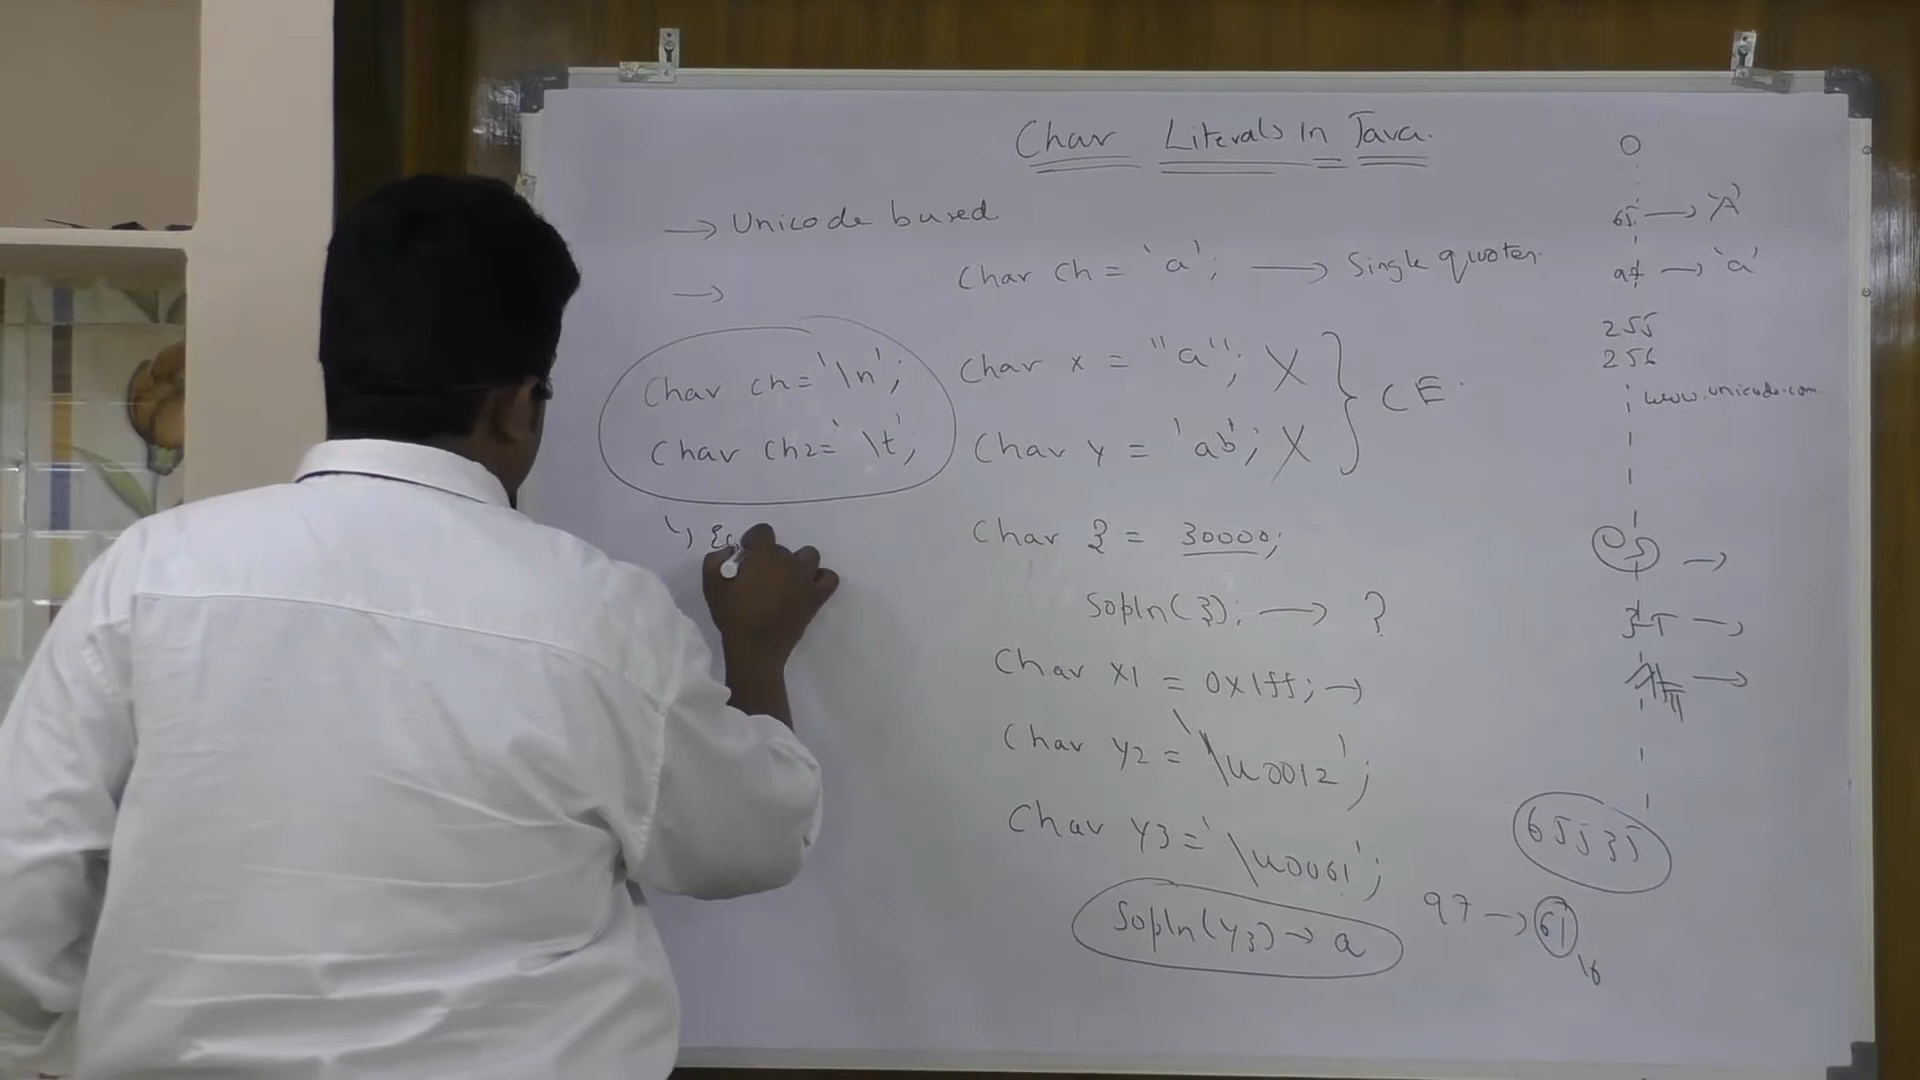 Char Literals in Java.
→ Unicode based
→
Char ch = 'a'; → Single quotes.
Char x = "a"; X
Char y = 'ab'; X
CE
Char ch = '\n';
Char ch2 = '\t';
Char z = 30000;
Sopln(z); → ?
Char x1 = 0x1ff; →
Char y2 = '\u0012';
Char y3 = '\u0061';
Sopln(y3) → a
97 → 61 16
0
65 → 'A'
97 → 'a'
255
256
www.unicode.com
65535